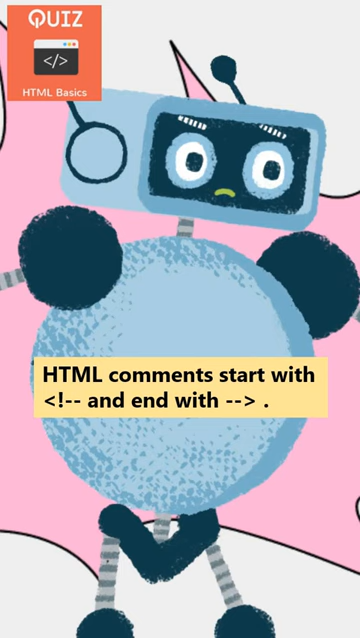 QUIZ
</>
HTML Basics
HTML comments start with
<!-- and end with --> .